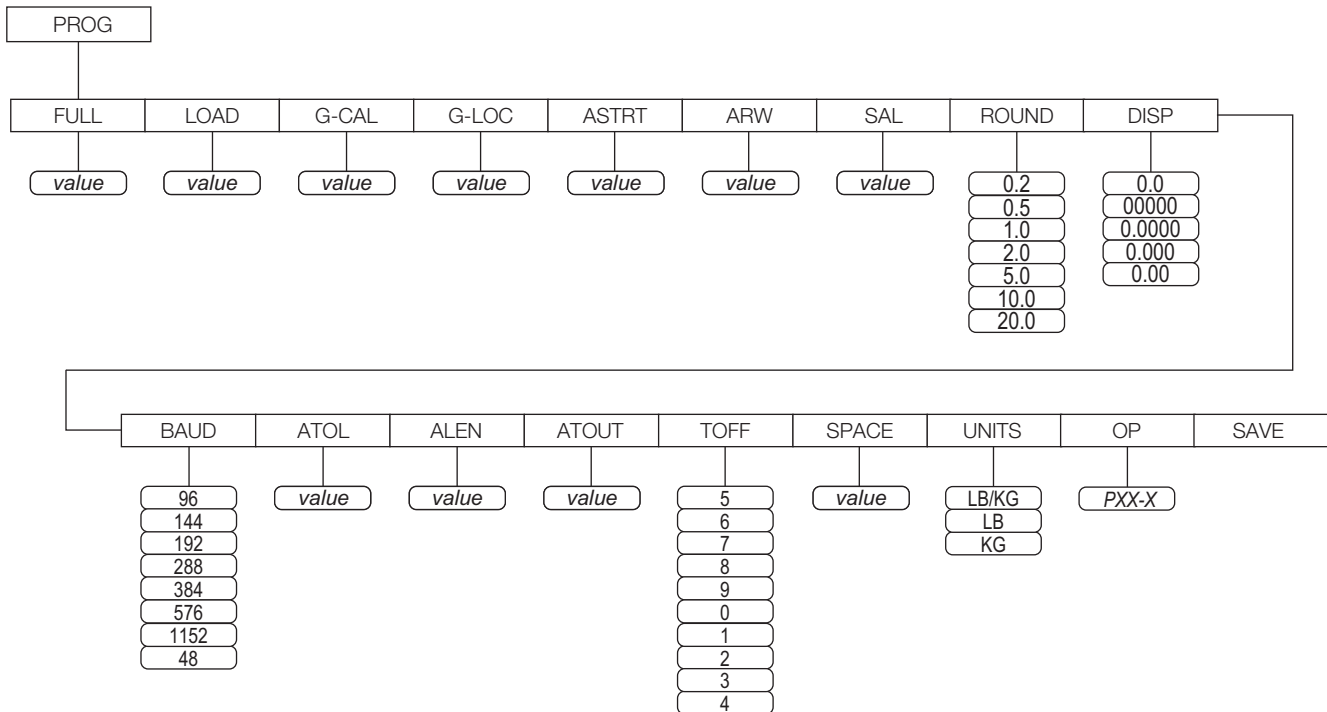 PROG
FULL LOAD G-CAL G-LOC ASTRT ARW SAL ROUND DISP
value value value value value value value 0.2 0.0
0.5 00000
1.0 0.0000
2.0 0.000
5.0 0.00
10.0
20.0
BAUD ATOL ALEN ATOUT TOFF SPACE UNITS OP SAVE
96 value value value 5 value LB/KG PXX-X
144 6 LB
192 7 KG
288 8
384 9
576 0
1152 1
48 2
3
4